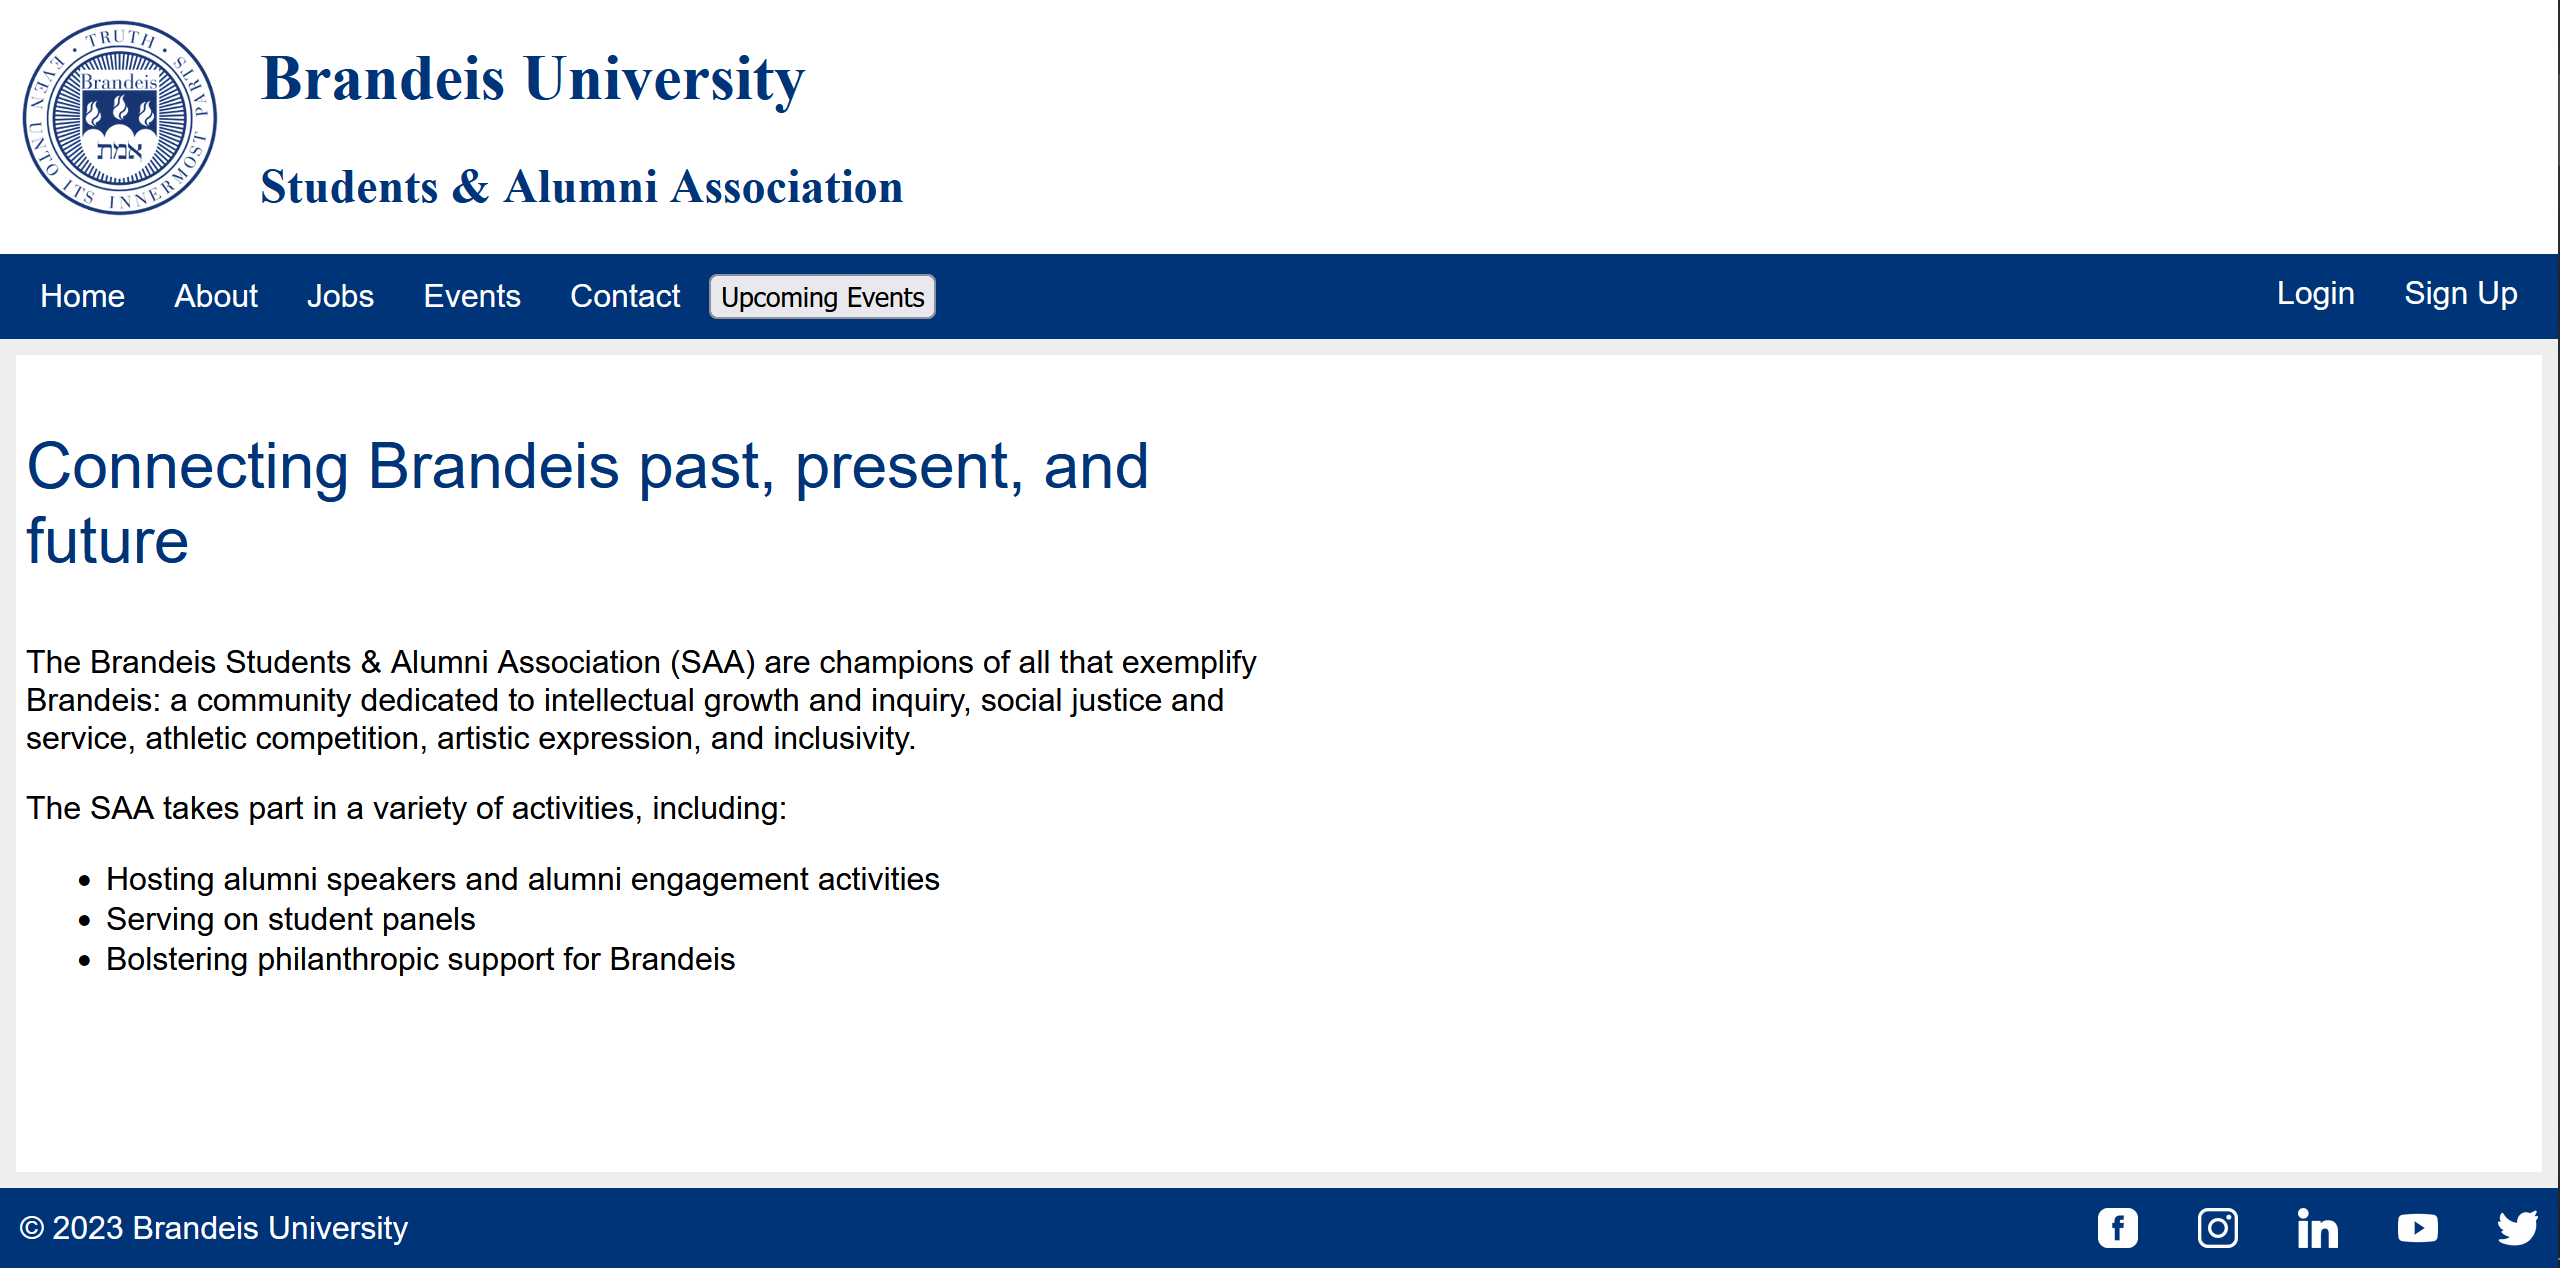 TRUTH • EVEN UNTO ITS INNERMOST PARTS •
Brandeis
אמת
Brandeis University
Students & Alumni Association
Home About Jobs Events Contact Upcoming Events Login Sign Up
Connecting Brandeis past, present, and
future
The Brandeis Students & Alumni Association (SAA) are champions of all that exemplify
Brandeis: a community dedicated to intellectual growth and inquiry, social justice and
service, athletic competition, artistic expression, and inclusivity.
The SAA takes part in a variety of activities, including:
• Hosting alumni speakers and alumni engagement activities
• Serving on student panels
• Bolstering philanthropic support for Brandeis
© 2023 Brandeis University